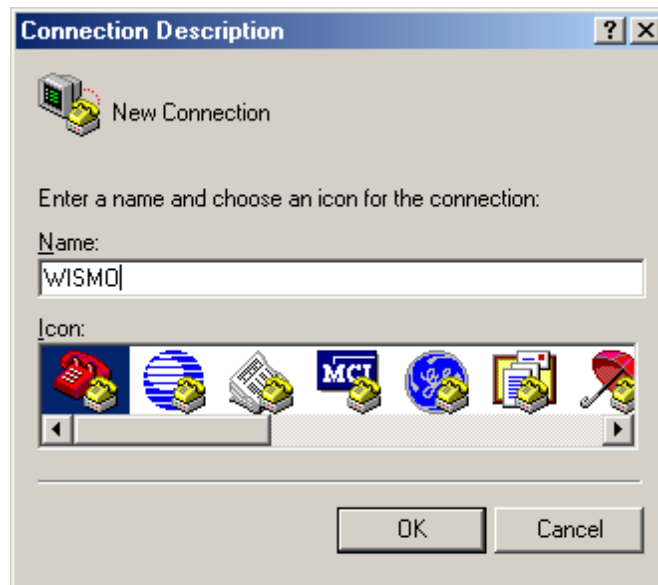 Connection Description
New Connection
Enter a name and choose an icon for the connection:
Name:
WISMO
Icon:
MCI
OK Cancel